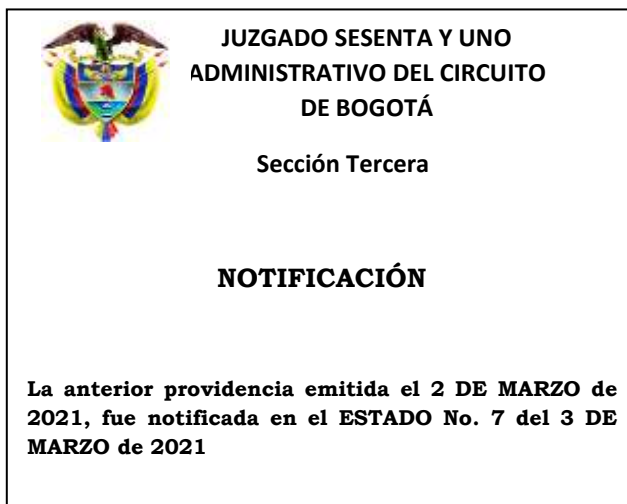 JUZGADO SESENTA Y UNO
ADMINISTRATIVO DEL CIRCUITO
DE BOGOTÁ
Sección Tercera
NOTIFICACIÓN
La anterior providencia emitida el 2 DE MARZO de
2021, fue notificada en el ESTADO No. 7 del 3 DE
MARZO de 2021